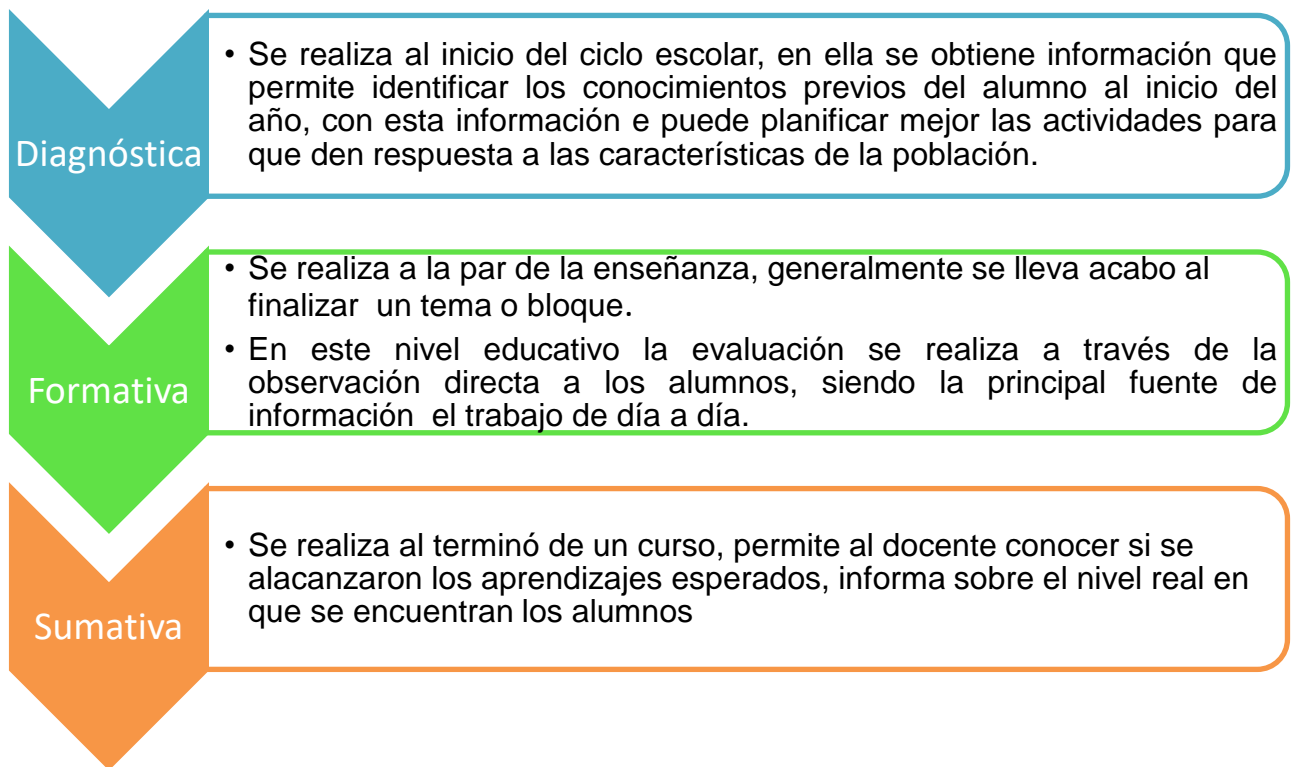 Diagnóstica
• Se realiza al inicio del ciclo escolar, en ella se obtiene información que
permite identificar los conocimientos previos del alumno al inicio del
año, con esta información e puede planificar mejor las actividades para
que den respuesta a las características de la población.
Formativa
• Se realiza a la par de la enseñanza, generalmente se lleva acabo al
finalizar un tema o bloque.
• En este nivel educativo la evaluación se realiza a través de la
observación directa a los alumnos, siendo la principal fuente de
información el trabajo de día a día.
Sumativa
• Se realiza al terminó de un curso, permite al docente conocer si se
alacanzaron los aprendizajes esperados, informa sobre el nivel real en
que se encuentran los alumnos